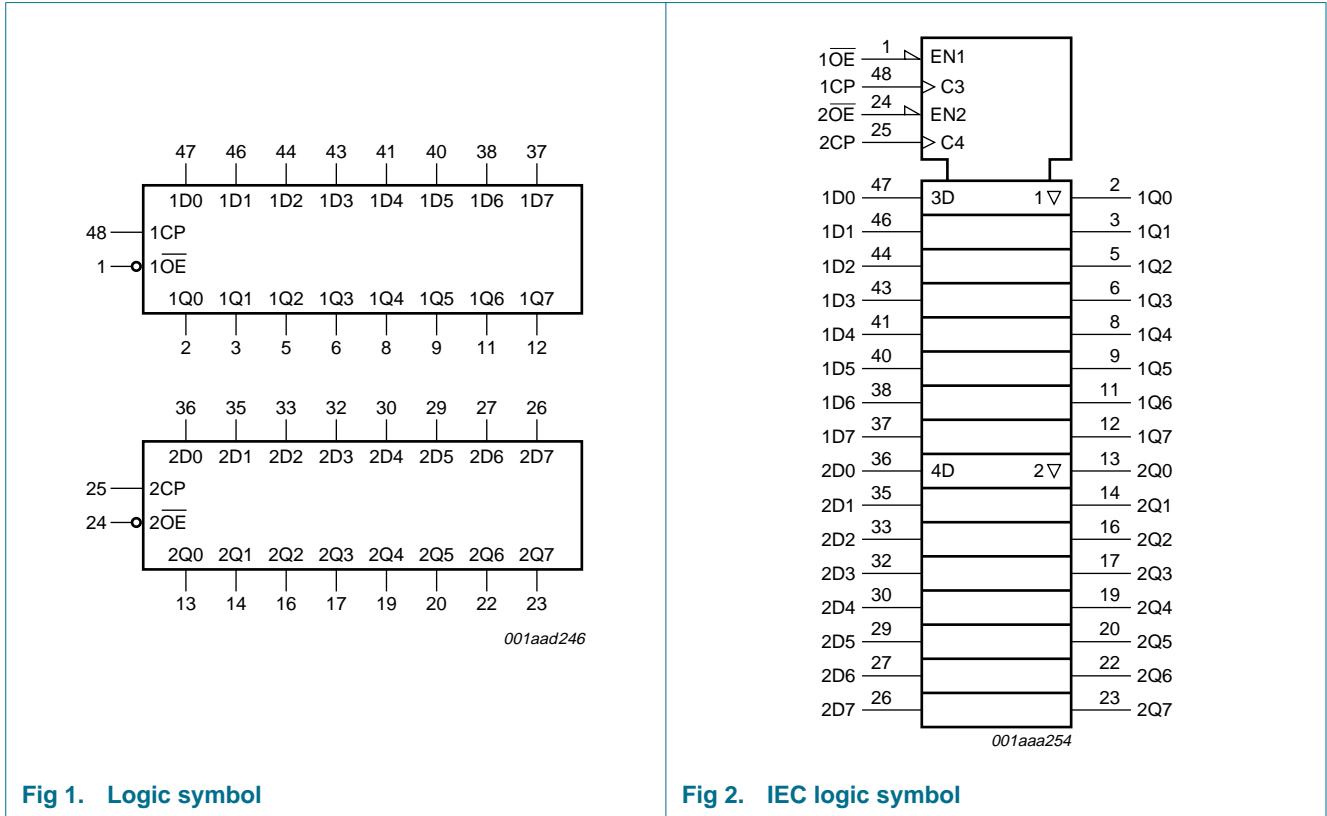 47 46 44 43 41 40 38 37
1D0 1D1 1D2 1D3 1D4 1D5 1D6 1D7
48 1CP
1 1O̅E̅
1Q0 1Q1 1Q2 1Q3 1Q4 1Q5 1Q6 1Q7
2 3 5 6 8 9 11 12
36 35 33 32 30 29 27 26
2D0 2D1 2D2 2D3 2D4 2D5 2D6 2D7
25 2CP
24 2O̅E̅
2Q0 2Q1 2Q2 2Q3 2Q4 2Q5 2Q6 2Q7
13 14 16 17 19 20 22 23
001aad246
Fig 1. Logic symbol
1O̅E̅ 1 EN1
1CP 48 C3
2O̅E̅ 24 EN2
2CP 25 C4
1D0 47 3D 1▽ 2 1Q0
1D1 46 3 1Q1
1D2 44 5 1Q2
1D3 43 6 1Q3
1D4 41 8 1Q4
1D5 40 9 1Q5
1D6 38 11 1Q6
1D7 37 12 1Q7
2D0 36 4D 2▽ 13 2Q0
2D1 35 14 2Q1
2D2 33 16 2Q2
2D3 32 17 2Q3
2D4 30 19 2Q4
2D5 29 20 2Q5
2D6 27 22 2Q6
2D7 26 23 2Q7
001aaa254
Fig 2. IEC logic symbol